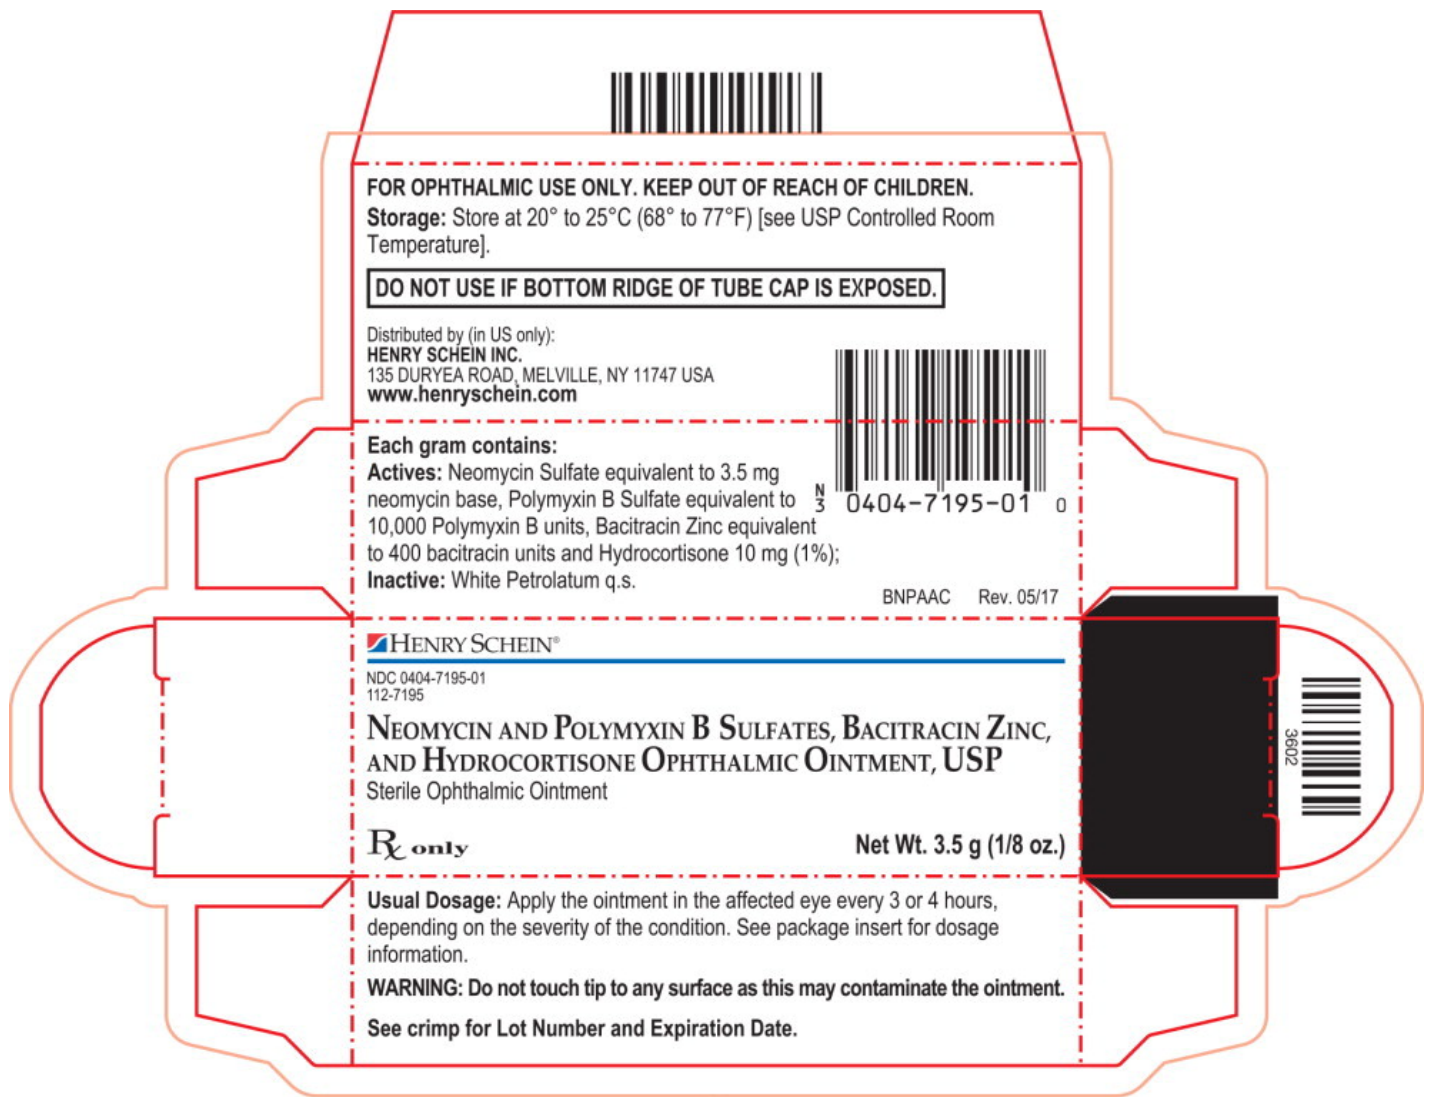 FOR OPHTHALMIC USE ONLY. KEEP OUT OF REACH OF CHILDREN.
Storage: Store at 20° to 25°C (68° to 77°F) [see USP Controlled Room
Temperature].
DO NOT USE IF BOTTOM RIDGE OF TUBE CAP IS EXPOSED.
Distributed by (in US only):
HENRY SCHEIN INC.
135 DURYEA ROAD, MELVILLE, NY 11747 USA
www.henryschein.com
Each gram contains:
Actives: Neomycin Sulfate equivalent to 3.5 mg
neomycin base, Polymyxin B Sulfate equivalent to
10,000 Polymyxin B units, Bacitracin Zinc equivalent
to 400 bacitracin units and Hydrocortisone 10 mg (1%);
Inactive: White Petrolatum q.s.
N
3 0404-7195-01 0
BNPAAC Rev. 05/17
HENRY SCHEIN®
NDC 0404-7195-01
112-7195
NEOMYCIN AND POLYMYXIN B SULFATES, BACITRACIN ZINC,
AND HYDROCORTISONE OPHTHALMIC OINTMENT, USP
Sterile Ophthalmic Ointment
Rx only
Net Wt. 3.5 g (1/8 oz.)
3602
Usual Dosage: Apply the ointment in the affected eye every 3 or 4 hours,
depending on the severity of the condition. See package insert for dosage
information.
WARNING: Do not touch tip to any surface as this may contaminate the ointment.
See crimp for Lot Number and Expiration Date.